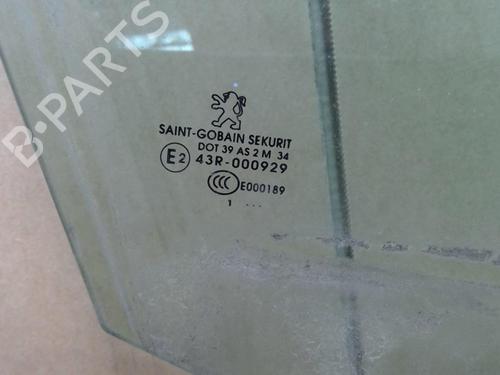 SAINT-GOBAIN SEKURIT
DOT 39 AS 2 M 34
E2 43R-000929
CCC E000189
1 ...
B-PARTS